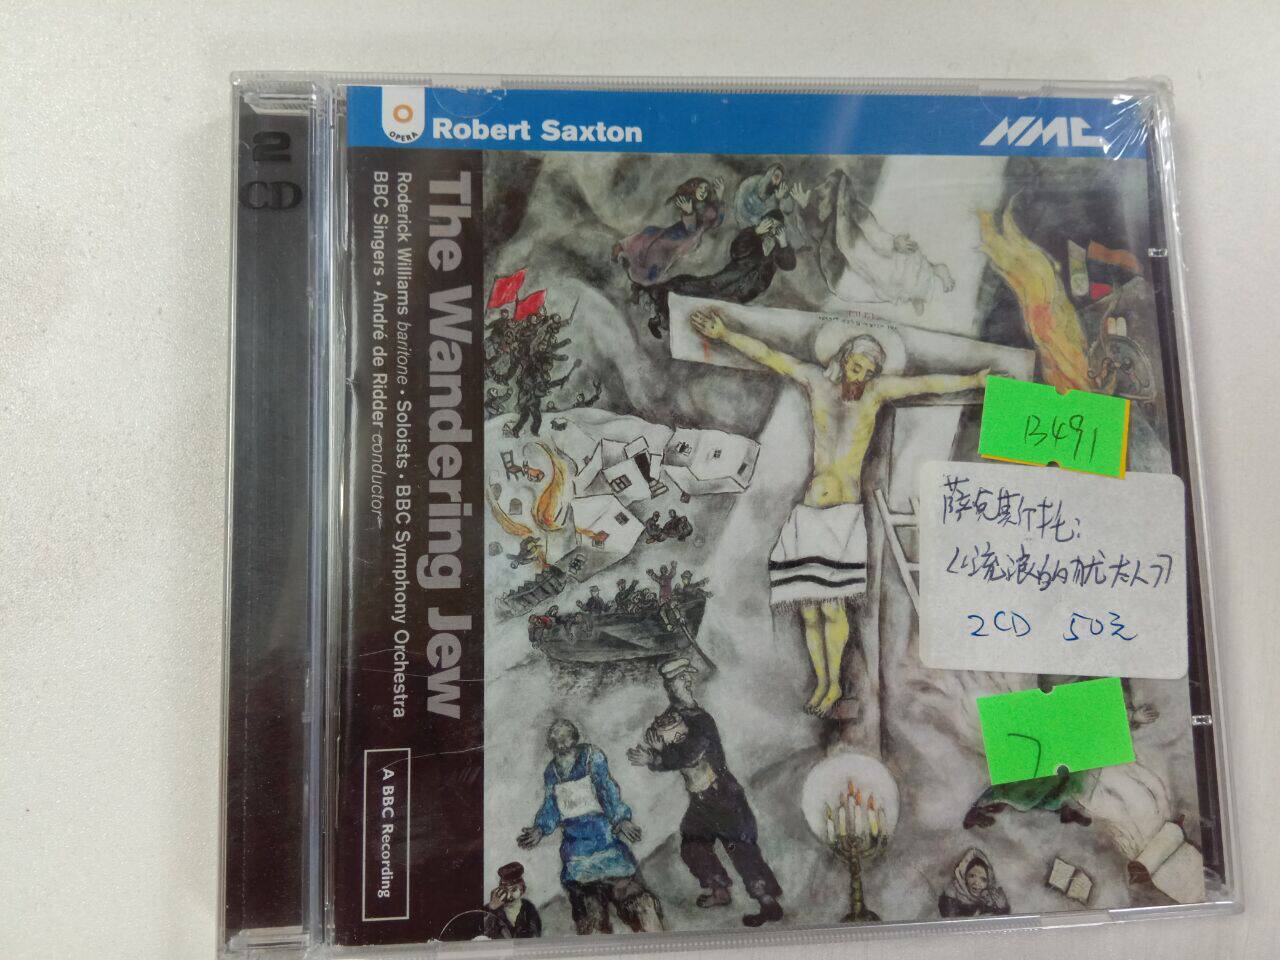 2
CD
O
OPERA
Robert Saxton
NMC
The Wandering Jew
Roderick Williams baritone • Soloists • BBC Symphony Orchestra
BBC Singers • André de Ridder conductor
A BBC Recording
B491
萨克斯托:
《流浪的犹太人》
2CD 50元
7